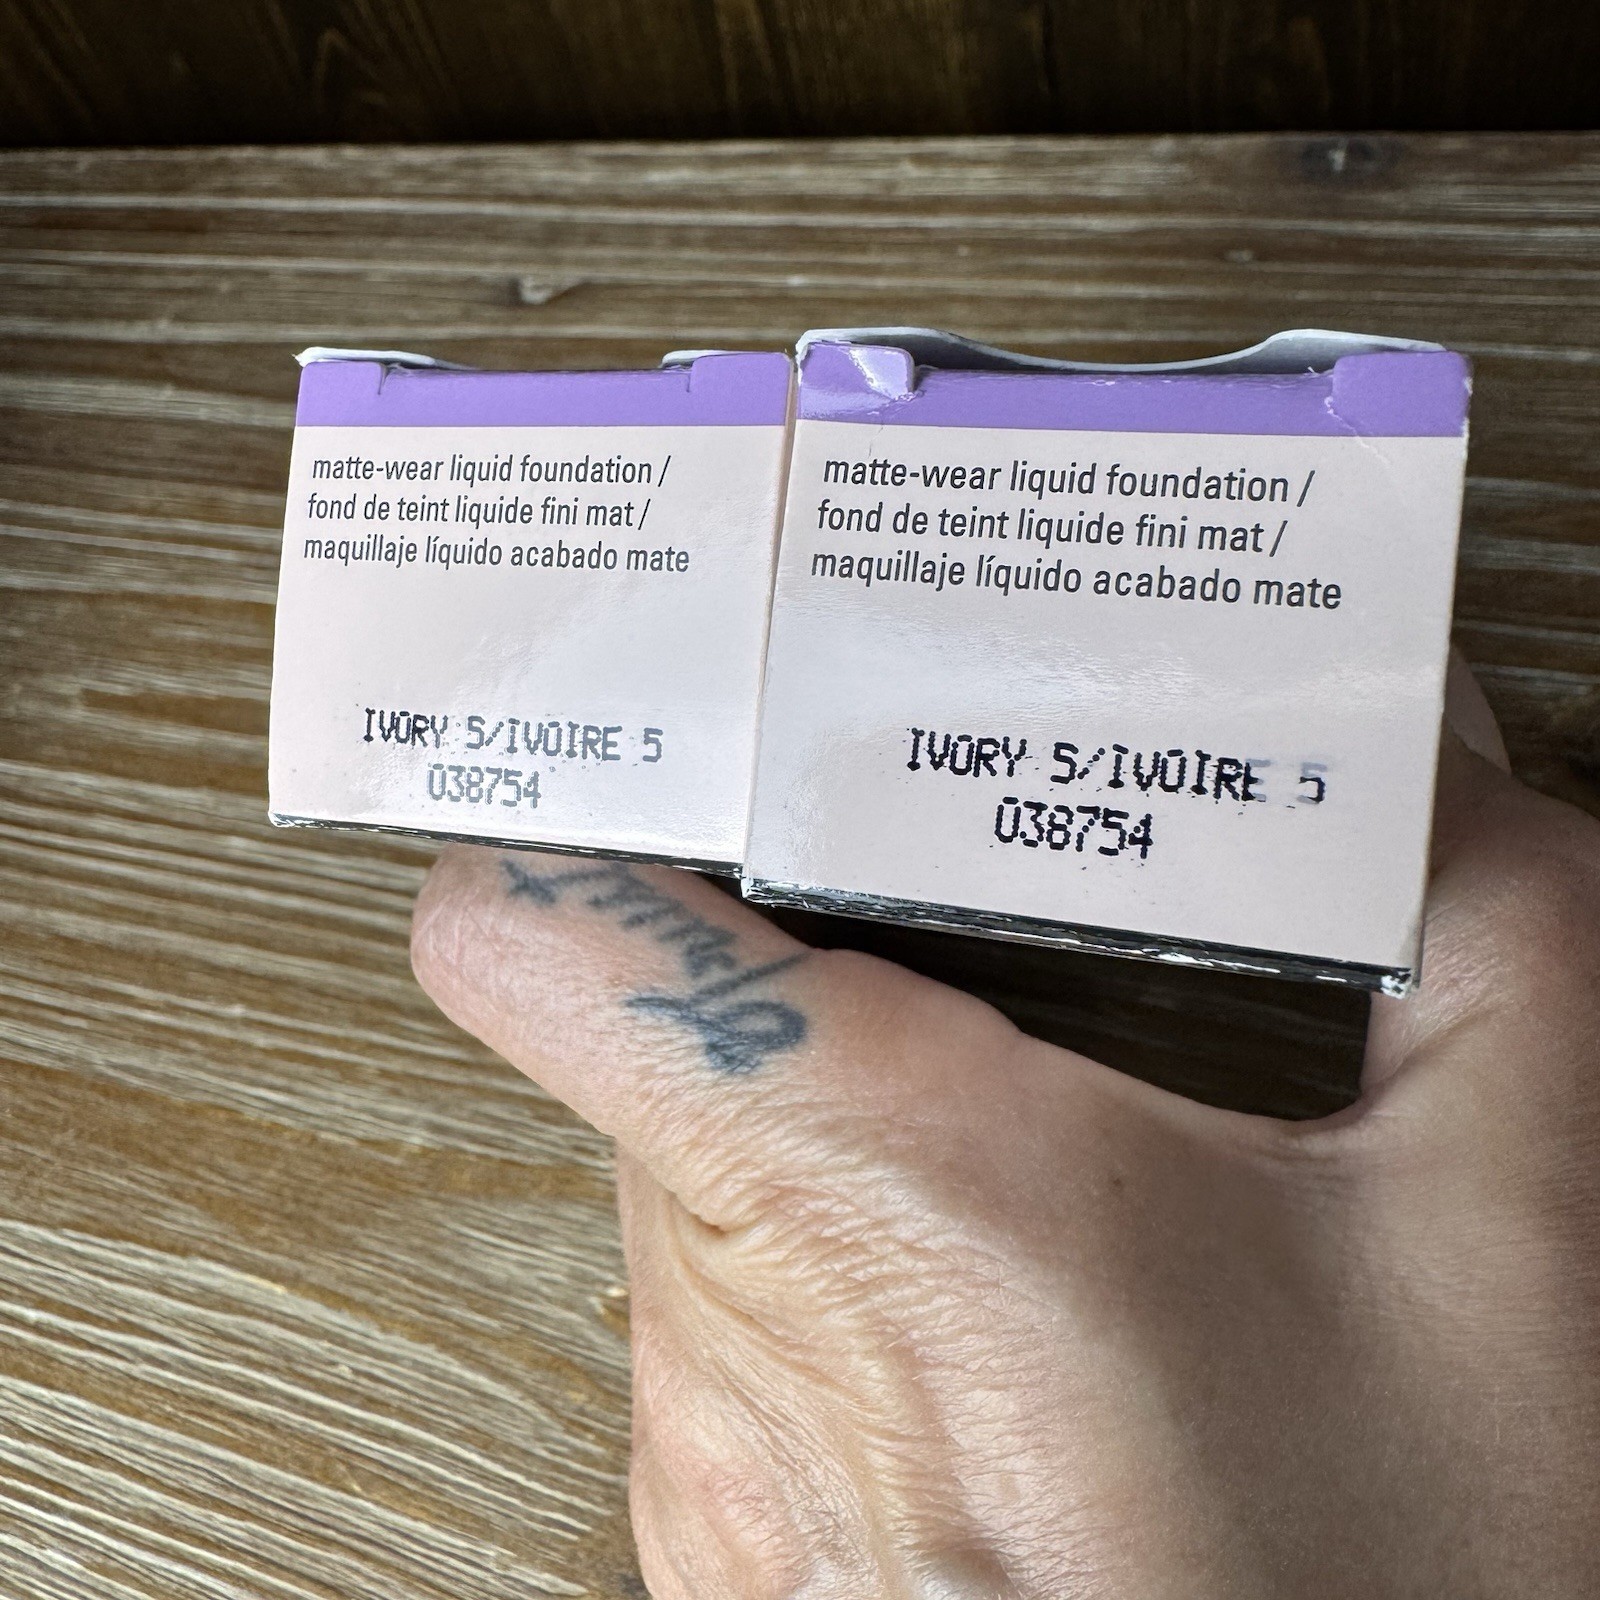 matte-wear liquid foundation /
fond de teint liquide fini mat /
maquillaje líquido acabado mate
IVORY 5/IVOIRE 5
038754
matte-wear liquid foundation /
fond de teint liquide fini mat /
maquillaje líquido acabado mate
IVORY 5/IVOIRE 5
038754